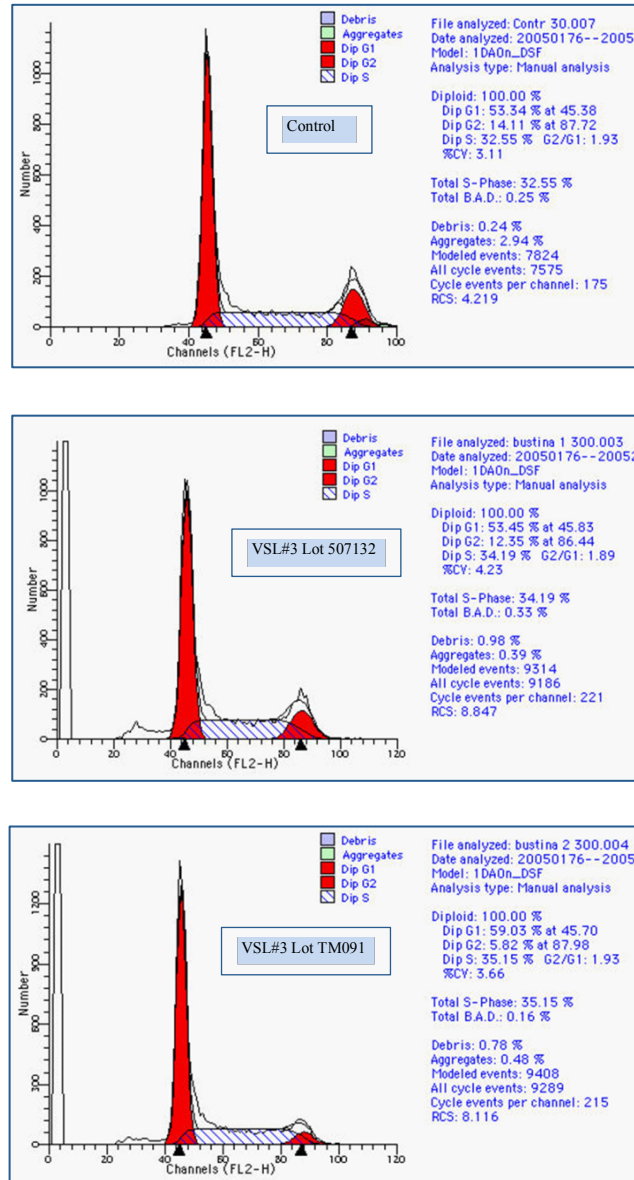 Debris
Aggregates
Dip G1
Dip G2
Dip S
File analyzed: Contr 30.007
Date analyzed: 20050176--2005
Model: 1DA0n_DSF
Analysis type: Manual analysis
Diploid: 100.00 %
Dip G1: 53.34 % at 45.38
Dip G2: 14.11 % at 87.72
Dip S: 32.55 % G2/G1: 1.93
%CV: 3.11
Total S-Phase: 32.55 %
Total B.A.D.: 0.25 %
Debris: 0.24 %
Aggregates: 2.94 %
Modeled events: 7824
All cycle events: 7575
Cycle events per channel: 175
RCS: 4.219
Control
Number
0 200 400 600 800 1000
0 20 40 60 80 100
Channels (FL2-H)
Debris
Aggregates
Dip G1
Dip G2
Dip S
File analyzed: bustina 1 300.003
Date analyzed: 20050176--20052
Model: 1DA0n_DSF
Analysis type: Manual analysis
Diploid: 100.00 %
Dip G1: 53.45 % at 45.83
Dip G2: 12.35 % at 86.44
Dip S: 34.19 % G2/G1: 1.89
%CV: 4.23
Total S-Phase: 34.19 %
Total B.A.D.: 0.33 %
Debris: 0.98 %
Aggregates: 0.39 %
Modeled events: 9314
All cycle events: 9186
Cycle events per channel: 221
RCS: 8.847
VSL#3 Lot 507132
Number
0 200 400 600 800 1000
0 20 40 60 80 100 120
Channels (FL2-H)
Debris
Aggregates
Dip G1
Dip G2
Dip S
File analyzed: bustina 2 300.004
Date analyzed: 20050176--2005
Model: 1DA0n_DSF
Analysis type: Manual analysis
Diploid: 100.00 %
Dip G1: 59.03 % at 45.70
Dip G2: 5.82 % at 87.98
Dip S: 35.15 % G2/G1: 1.93
%CV: 3.66
Total S-Phase: 35.15 %
Total B.A.D.: 0.16 %
Debris: 0.78 %
Aggregates: 0.48 %
Modeled events: 9408
All cycle events: 9289
Cycle events per channel: 215
RCS: 8.116
VSL#3 Lot TM091
Number
0 300 600 900 1200
0 20 40 60 80 100 120
Channels (FL2-H)